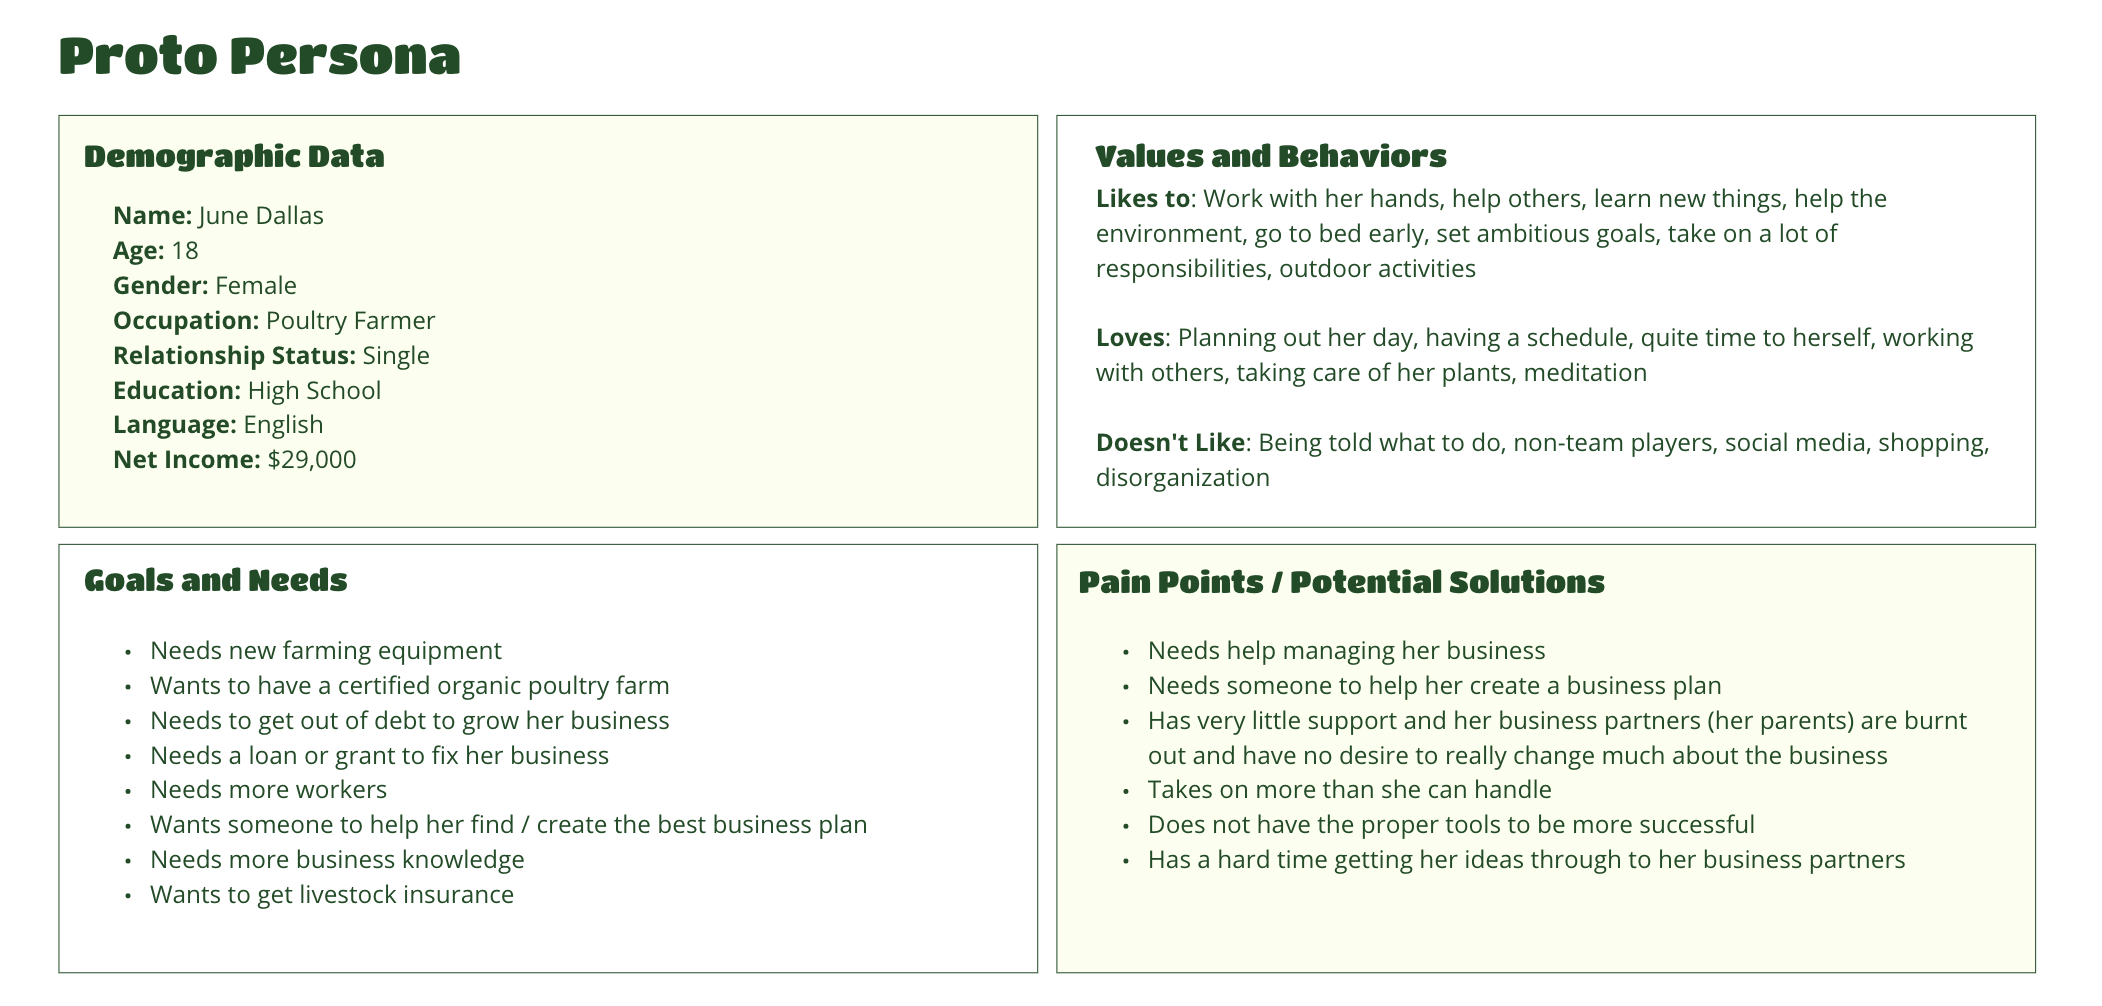 Proto Persona
Demographic Data
Name: June Dallas
Age: 18
Gender: Female
Occupation: Poultry Farmer
Relationship Status: Single
Education: High School
Language: English
Net Income: $29,000
Values and Behaviors
Likes to: Work with her hands, help others, learn new things, help the
environment, go to bed early, set ambitious goals, take on a lot of
responsibilities, outdoor activities
Loves: Planning out her day, having a schedule, quite time to herself, working
with others, taking care of her plants, meditation
Doesn't Like: Being told what to do, non-team players, social media, shopping,
disorganization
Goals and Needs
• Needs new farming equipment
• Wants to have a certified organic poultry farm
• Needs to get out of debt to grow her business
• Needs a loan or grant to fix her business
• Needs more workers
• Wants someone to help her find / create the best business plan
• Needs more business knowledge
• Wants to get livestock insurance
Pain Points / Potential Solutions
• Needs help managing her business
• Needs someone to help her create a business plan
• Has very little support and her business partners (her parents) are burnt
out and have no desire to really change much about the business
• Takes on more than she can handle
• Does not have the proper tools to be more successful
• Has a hard time getting her ideas through to her business partners